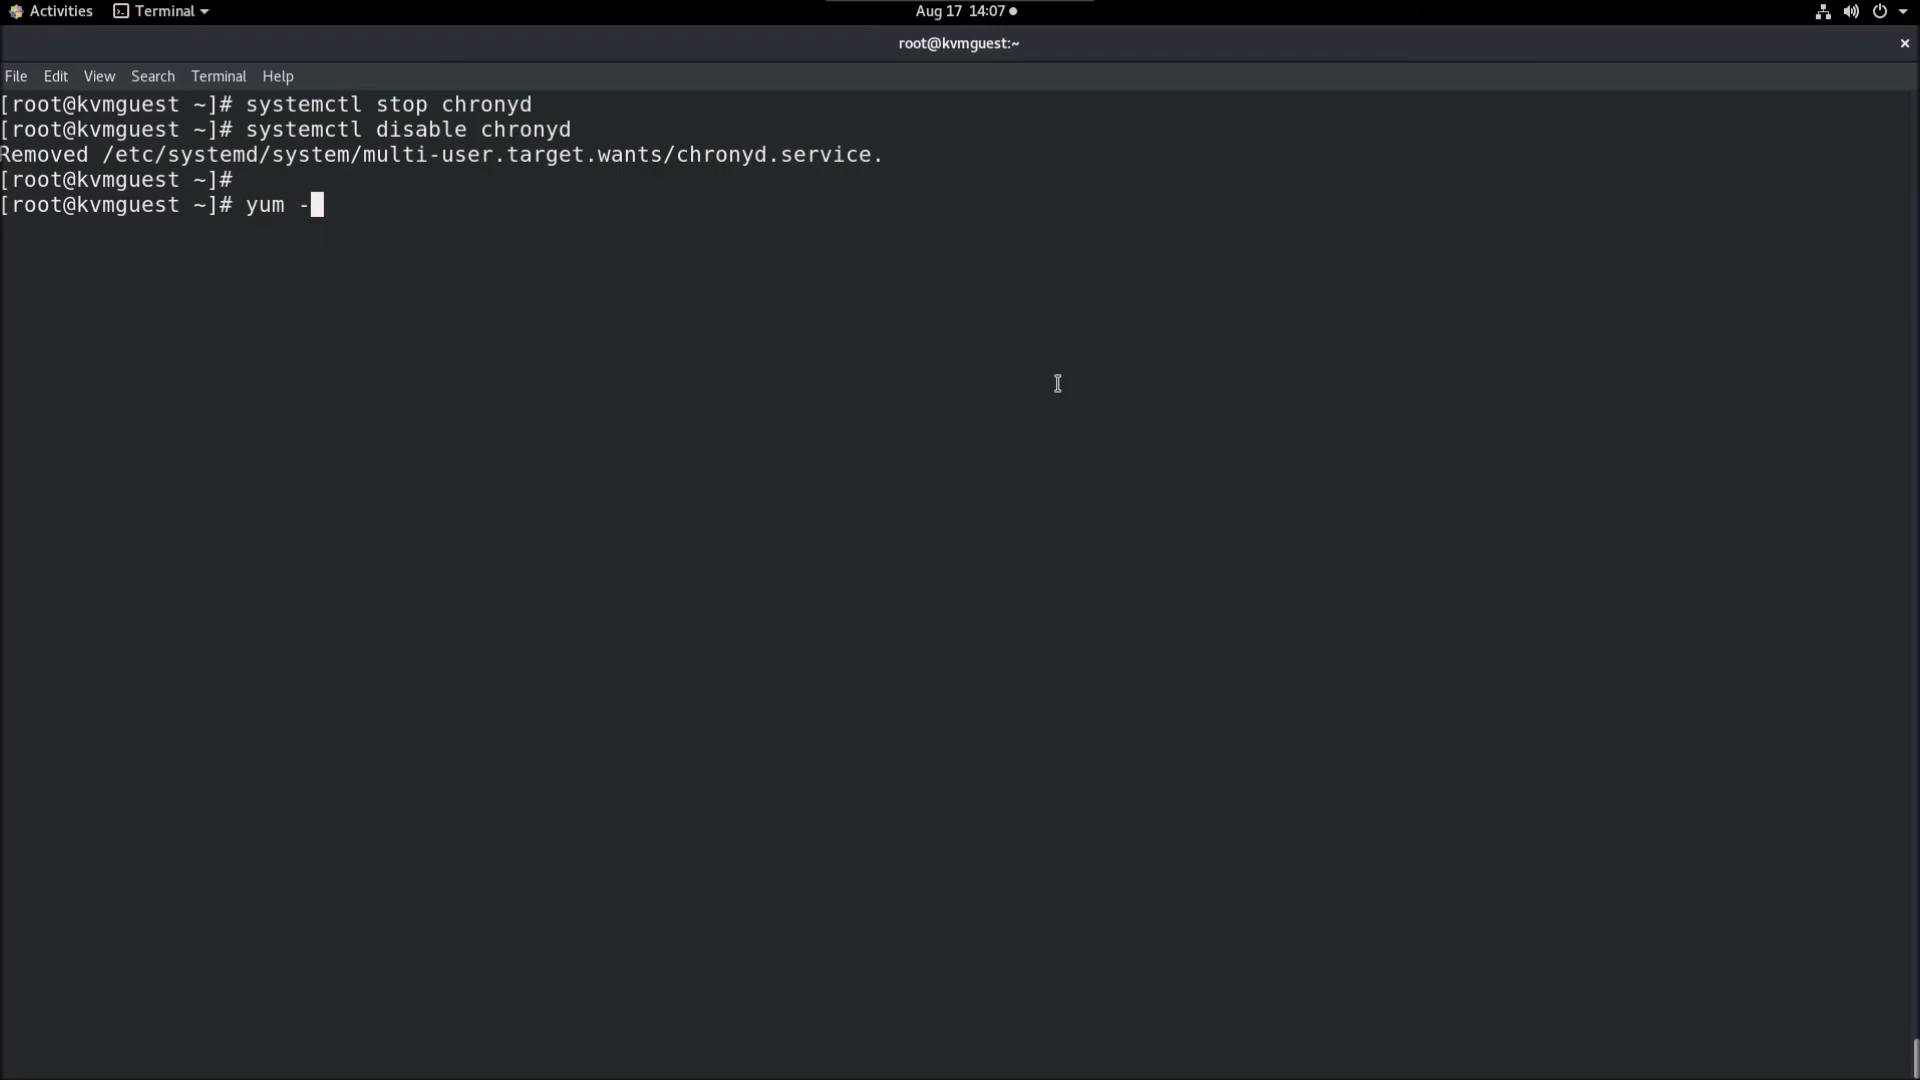 Activities Terminal Aug 17 14:07
root@kvmguest:~ ×
File Edit View Search Terminal Help
[root@kvmguest ~]# systemctl stop chronyd
[root@kvmguest ~]# systemctl disable chronyd
Removed /etc/systemd/system/multi-user.target.wants/chronyd.service.
[root@kvmguest ~]#
[root@kvmguest ~]# yum -